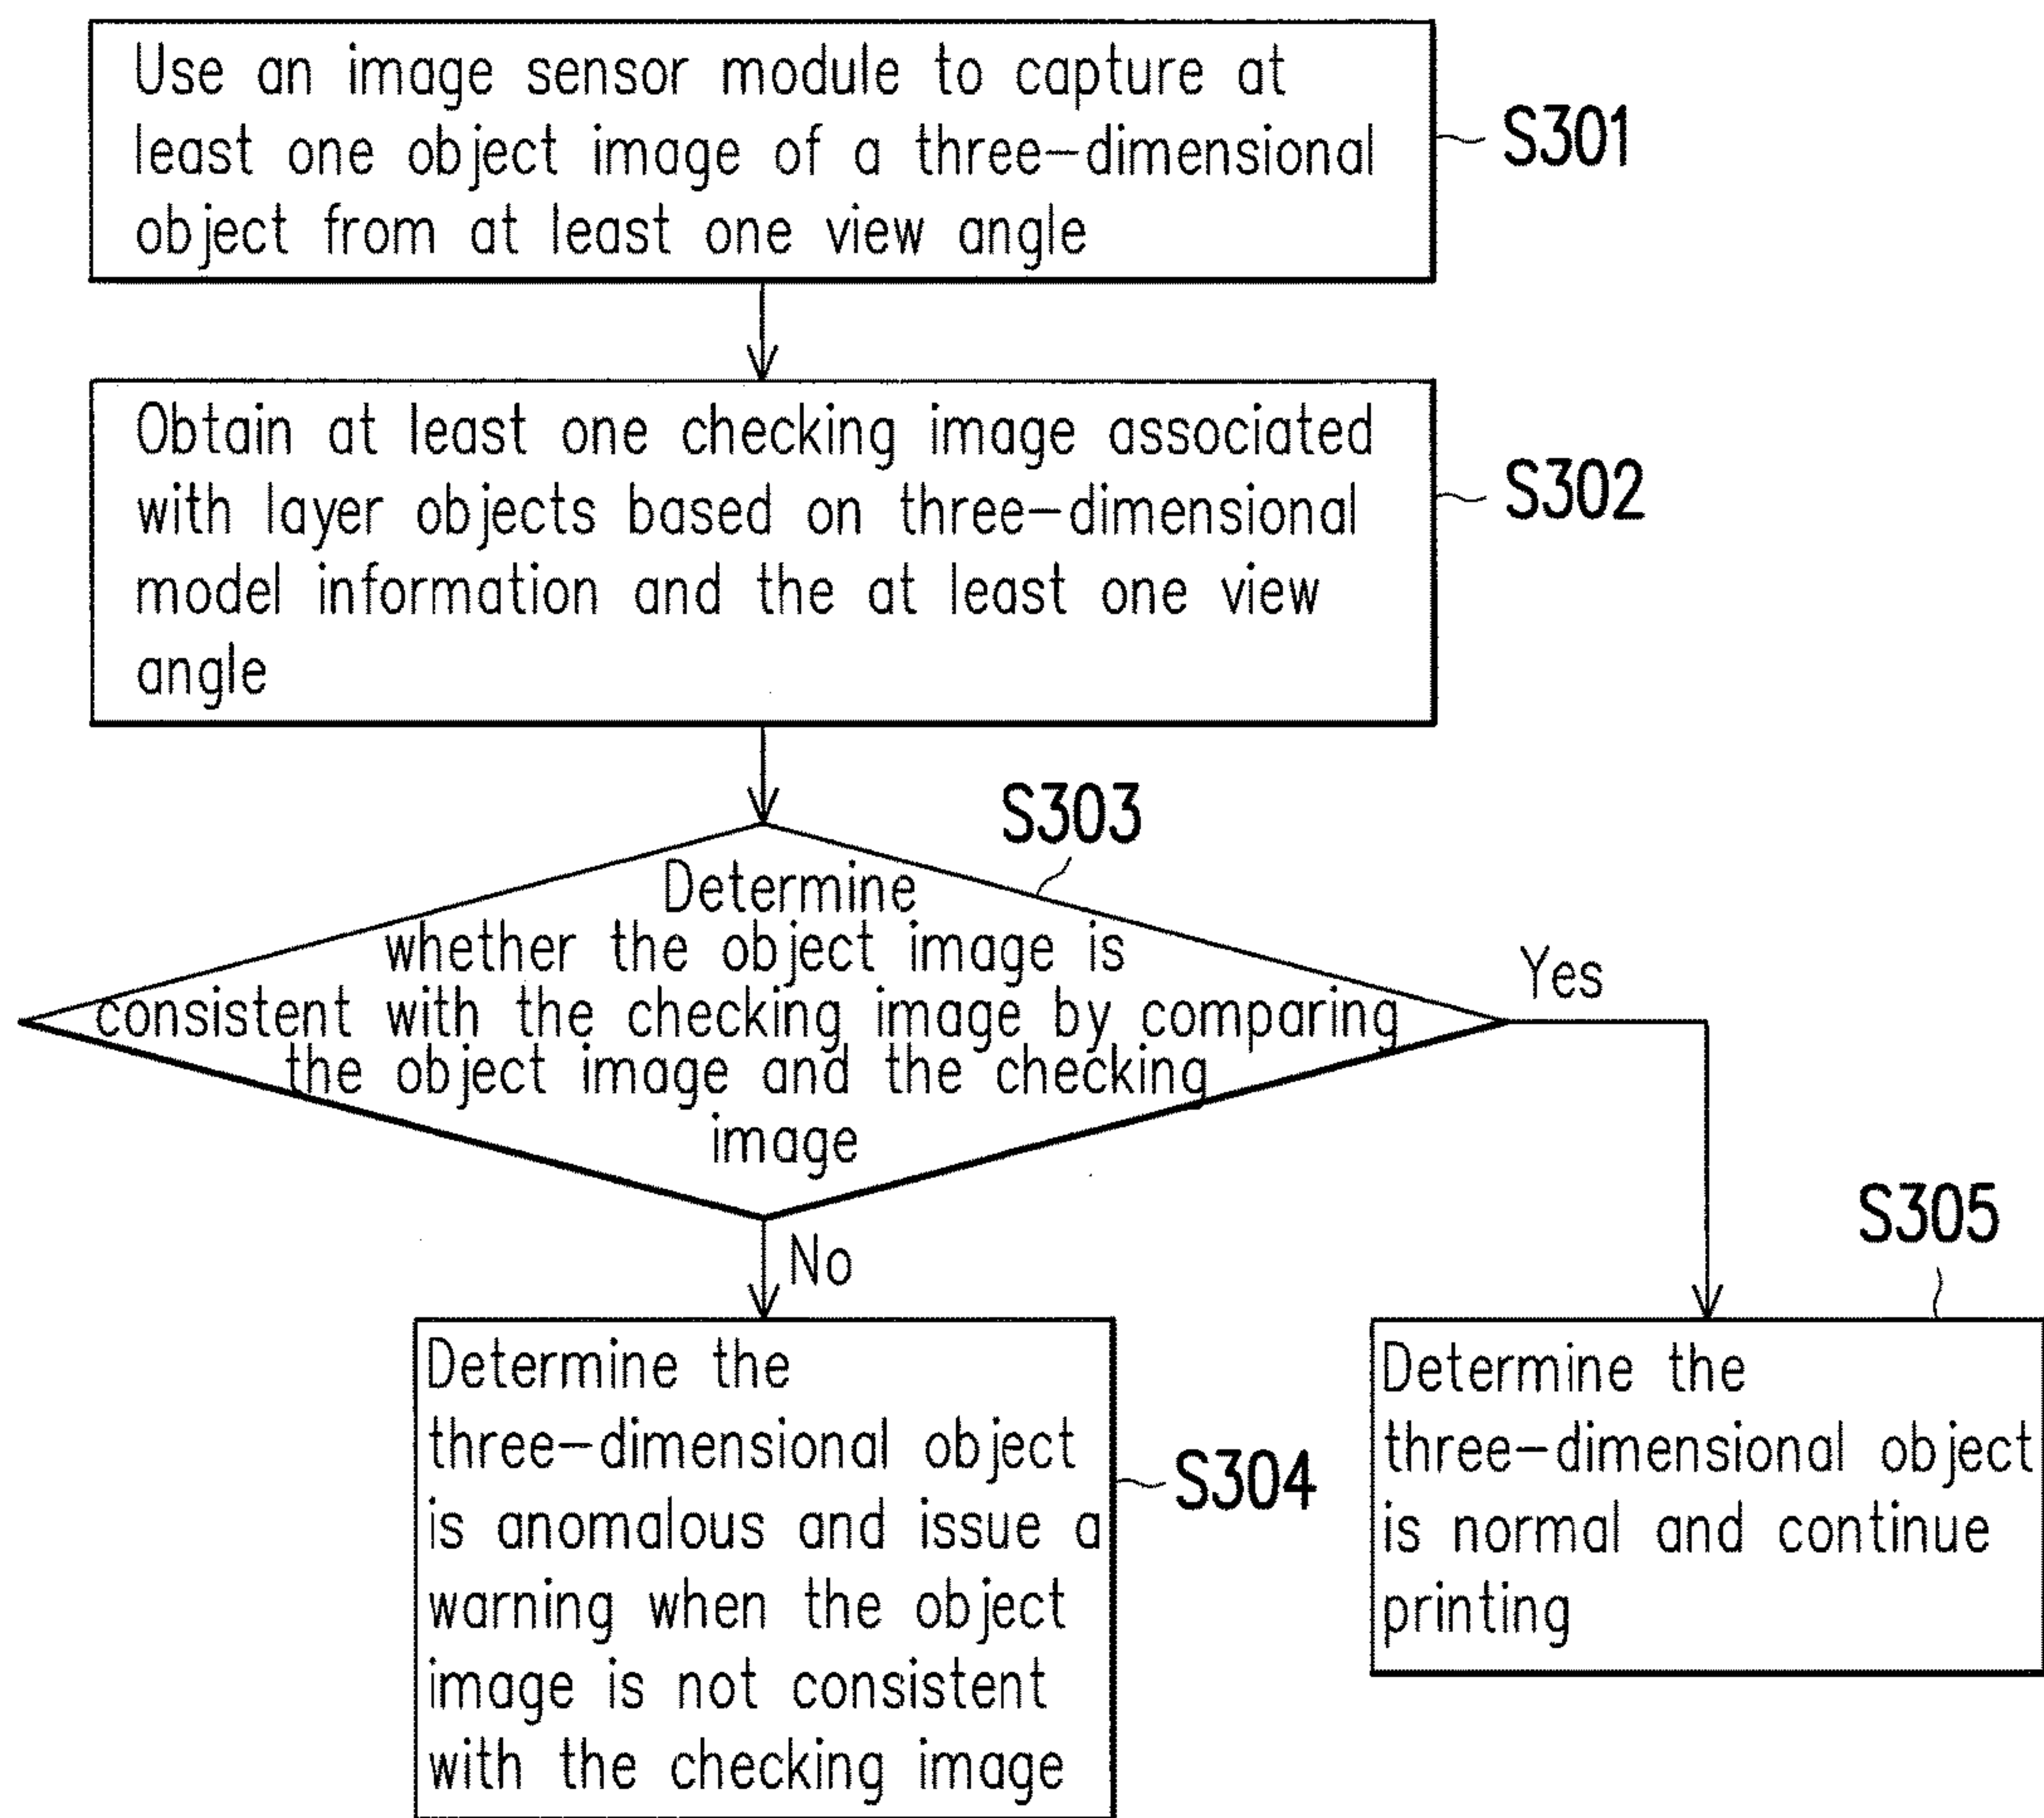 Use an image sensor module to capture at
least one object image of a three-dimensional
object from at least one view angle
S301
Obtain at least one checking image associated
with layer objects based on three-dimensional
model information and the at least one view
angle
S302
S303
Determine
whether the object image is
consistent with the checking image by comparing
the object image and the checking
image
Yes
No
Determine the
three-dimensional object
is anomalous and issue a
warning when the object
image is not consistent
with the checking image
S304
S305
Determine the
three-dimensional object
is normal and continue
printing